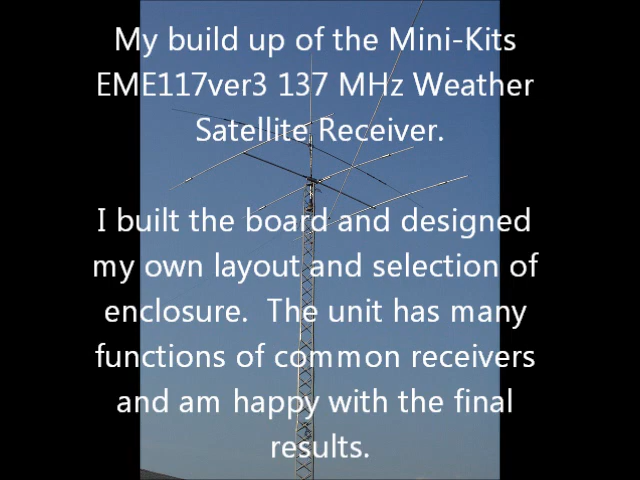 My build up of the Mini-Kits
EME117ver3 137 MHz Weather
Satellite Receiver.
I built the board and designed
my own layout and selection of
enclosure.  The unit has many
functions of common receivers
and am happy with the final
results.